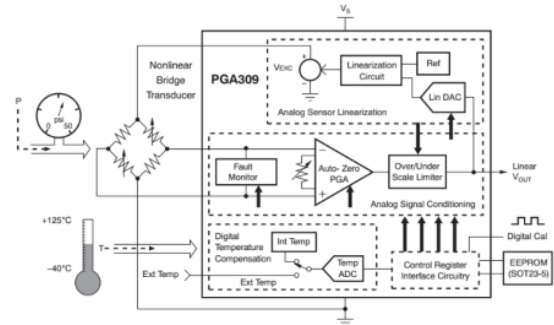 VS
Nonlinear
Bridge
Transducer
PGA309
VEXC
+
−
Linearization
Circuit
Ref
Lin DAC
Analog Sensor Linearization
P
psi
0
50
Fault
Monitor
−
+
Auto-Zero
PGA
Over/Under
Scale Limiter
Linear
VOUT
Analog Signal Conditioning
+125°C
T
−40°C
Digital
Temperature
Compensation
Int Temp
Ext Temp
Ext Temp
Temp
ADC
Control Register
Interface Circuitry
Digital Cal
EEPROM
(SOT23-5)